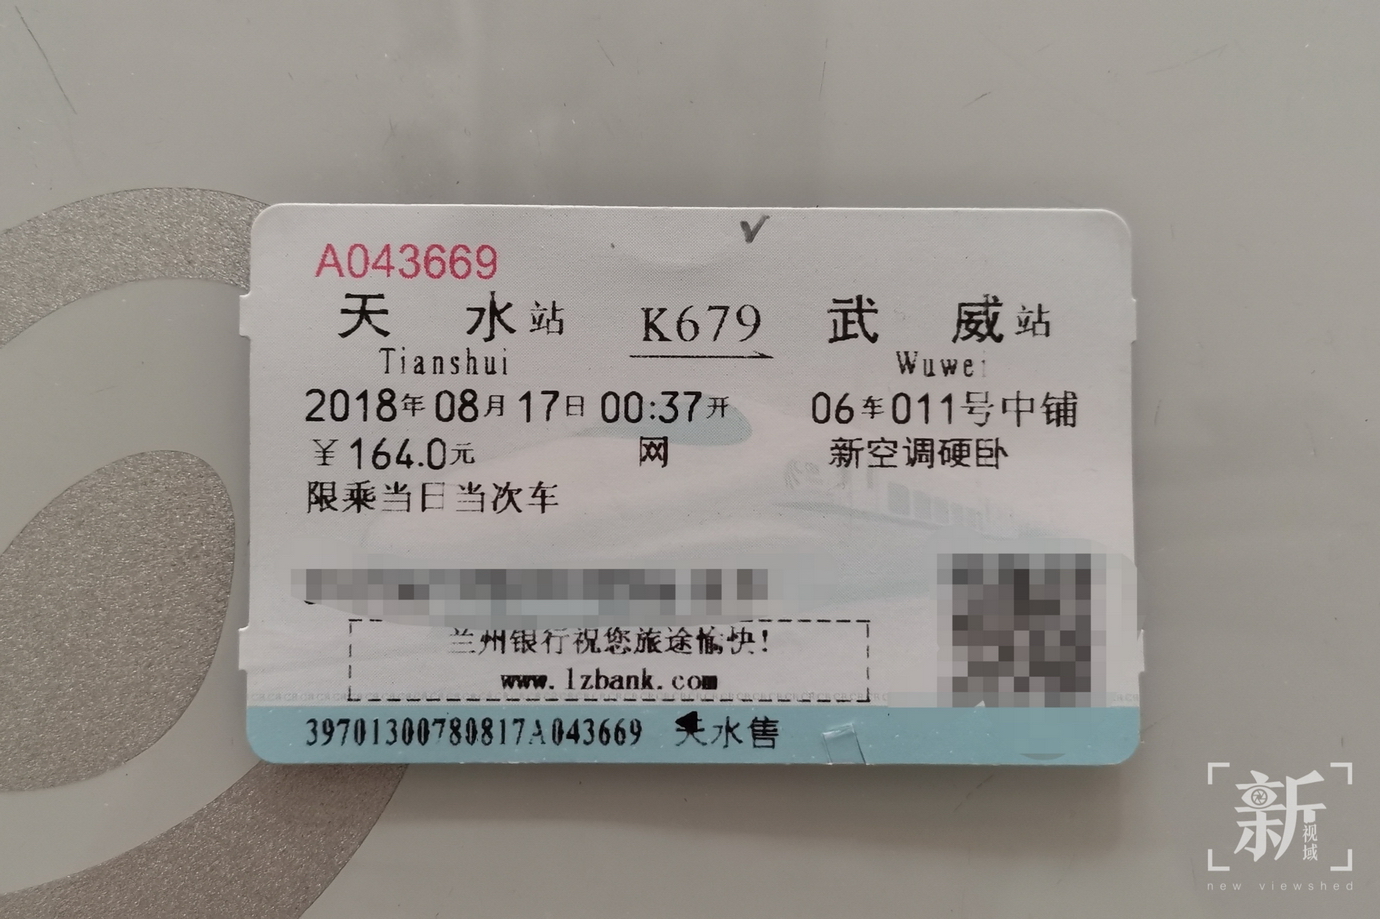 A043669
天水站 K679 武威站
Tianshui Wuwei
2018年08月17日00:37开 06车011号中铺
￥164.0元 网 新空调硬卧
限乘当日当次车
兰州银行祝您旅途愉快!
www.lzbank.com
39701300780817A043669 天水售
新视域
new viewshed